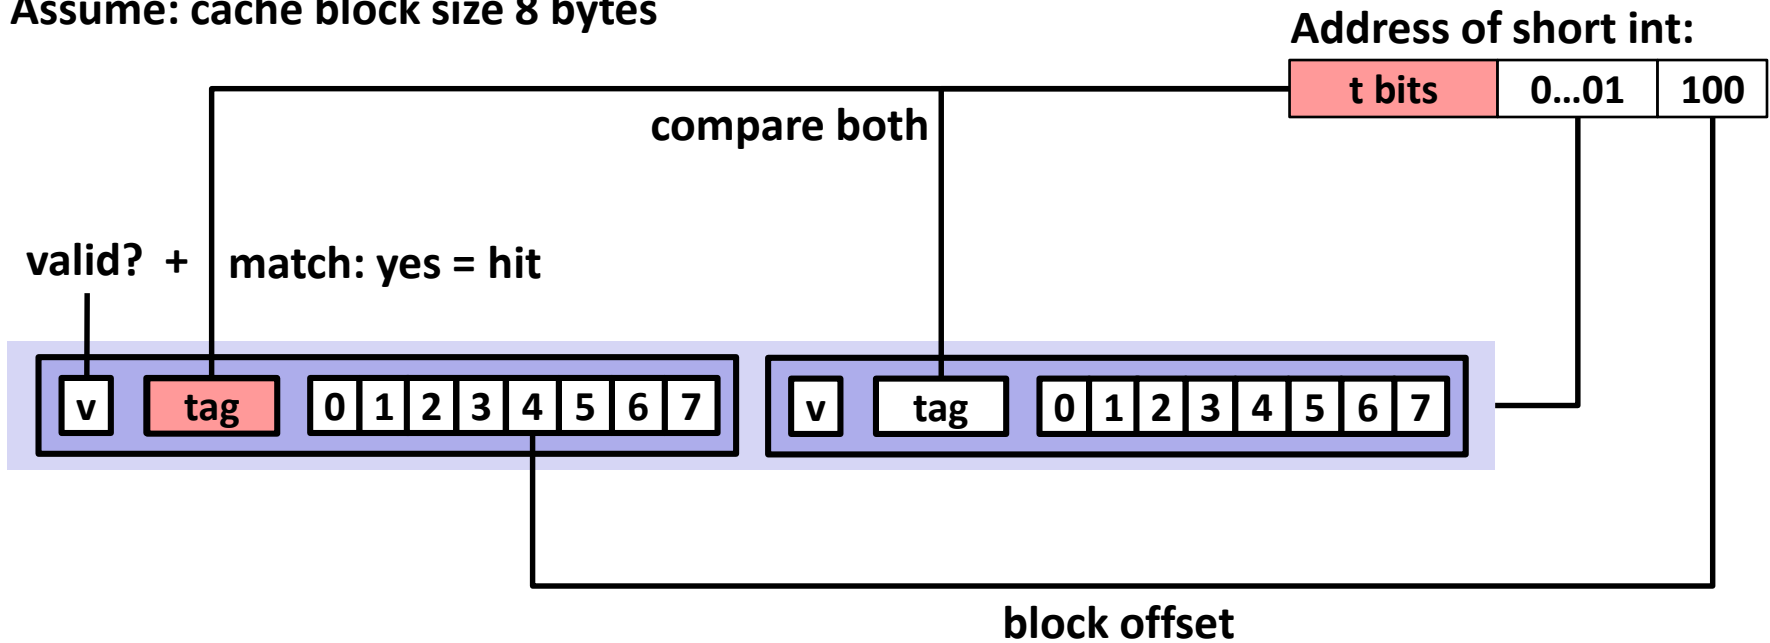 Assume: cache block size 8 bytes
Address of short int:
t bits 0...01 100
compare both
valid? + match: yes = hit
v tag 0 1 2 3 4 5 6 7 v tag 0 1 2 3 4 5 6 7
block offset